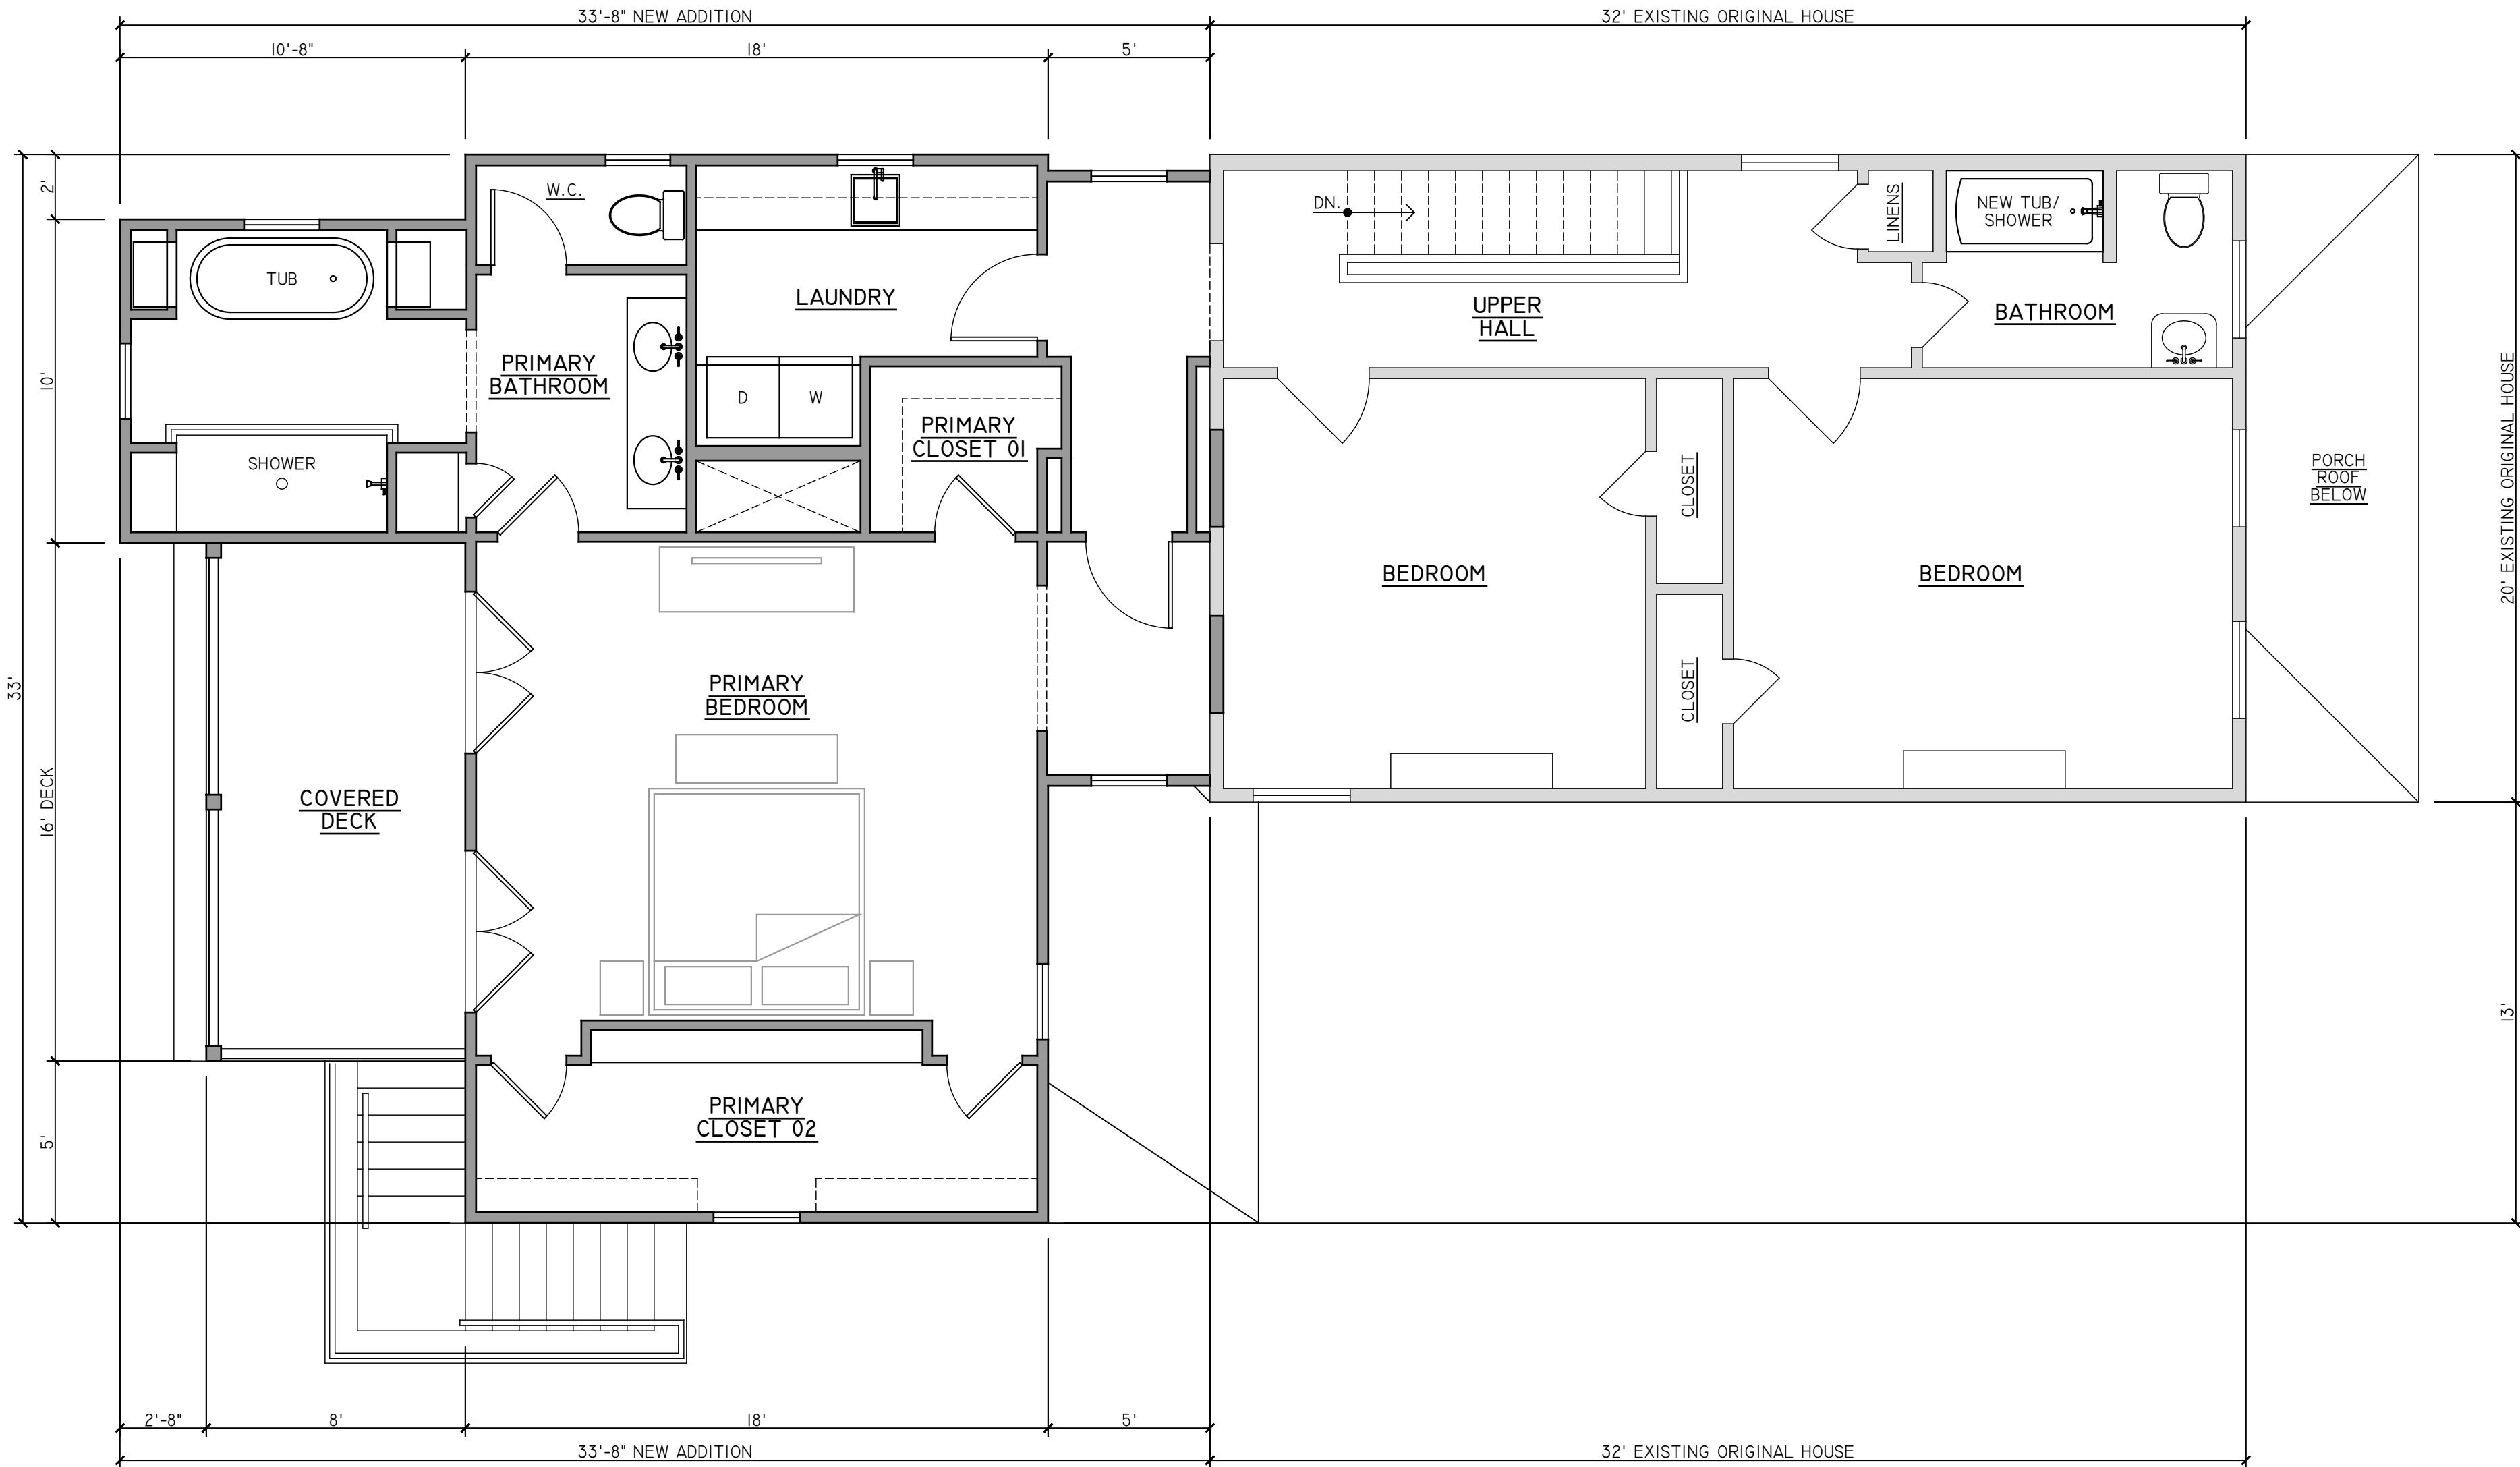 33'-8" NEW ADDITION
32' EXISTING ORIGINAL HOUSE
10'-8"
18'
5'
2'
W.C.
DN.
LINENS
NEW TUB/
SHOWER
TUB
LAUNDRY
UPPER
HALL
BATHROOM
PRIMARY
BATHROOM
10'
D
W
PRIMARY
CLOSET 01
20' EXISTING ORIGINAL HOUSE
SHOWER
CLOSET
PORCH
ROOF
BELOW
BEDROOM
BEDROOM
33'
PRIMARY
BEDROOM
CLOSET
16' DECK
COVERED
DECK
13'
5'
PRIMARY
CLOSET 02
2'-8"
8'
18'
5'
33'-8" NEW ADDITION
32' EXISTING ORIGINAL HOUSE